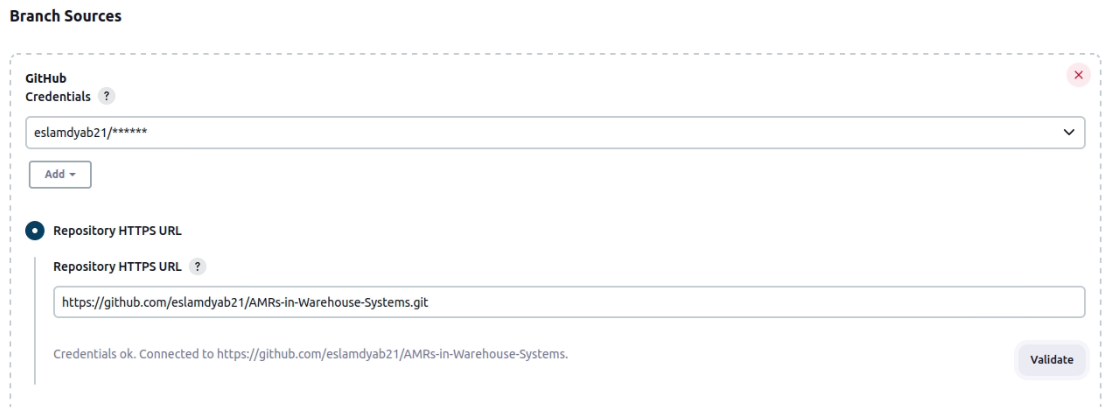 Branch Sources
GitHub
Credentials ?
eslamdyab21/******
Add
Repository HTTPS URL
Repository HTTPS URL ?
https://github.com/eslamdyab21/AMRs-in-Warehouse-Systems.git
Credentials ok. Connected to https://github.com/eslamdyab21/AMRs-in-Warehouse-Systems.
Validate